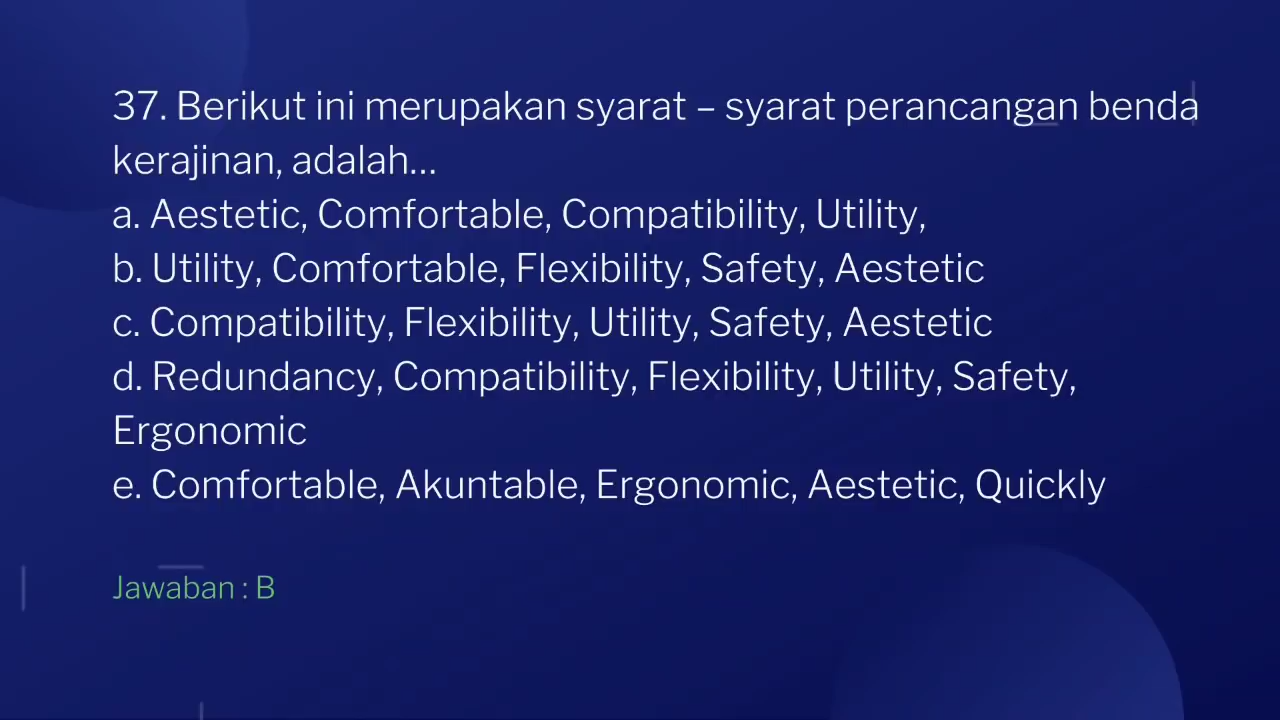 37. Berikut ini merupakan syarat – syarat perancangan benda
kerajinan, adalah...
a. Aestetic, Comfortable, Compatibility, Utility,
b. Utility, Comfortable, Flexibility, Safety, Aestetic
c. Compatibility, Flexibility, Utility, Safety, Aestetic
d. Redundancy, Compatibility, Flexibility, Utility, Safety,
Ergonomic
e. Comfortable, Akuntable, Ergonomic, Aestetic, Quickly
Jawaban : B